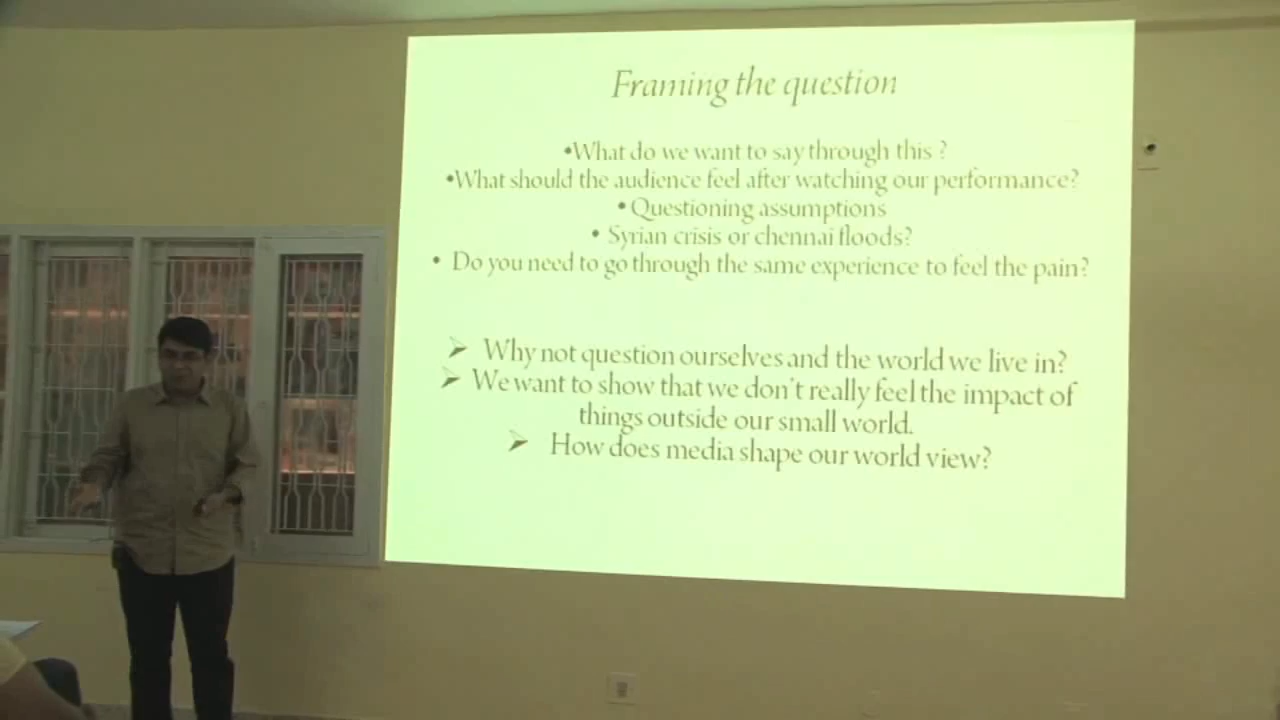 Framing the question
•What do we want to say through this ?
•What should the audience feel after watching our performance?
• Questioning assumptions
• Syrian crisis or chennai floods?
• Do you need to go through the same experience to feel the pain?
➢ Why not question ourselves and the world we live in?
➢ We want to show that we don't really feel the impact of
things outside our small world.
➢ How does media shape our world view?